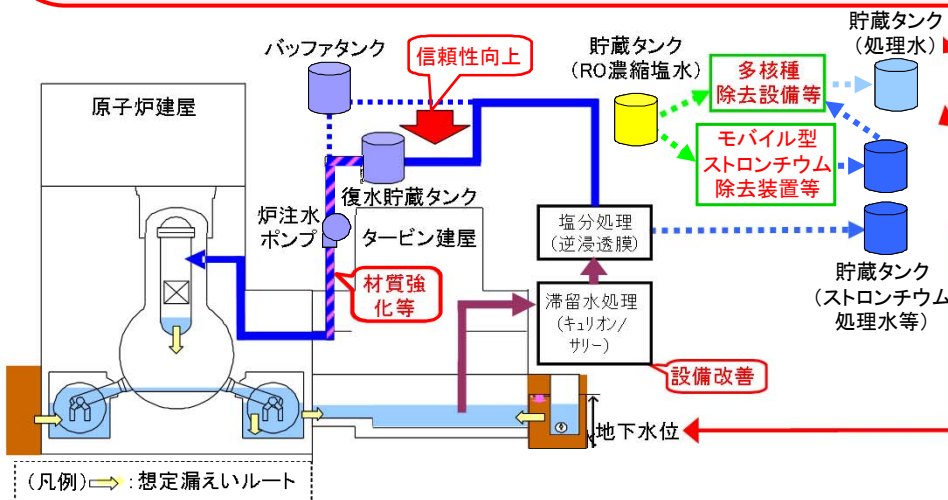 バッファタンク
信頼性向上
貯蔵タンク
(RO濃縮塩水)
貯蔵タンク
(処理水)
多核種
除去設備等
原子炉建屋
モバイル型
ストロンチウム
除去装置等
復水貯蔵タンク
炉注水
ポンプ
タービン建屋
塩分処理
(逆浸透膜)
材質強
化等
貯蔵タンク
(ストロンチウム
処理水等)
滞留水処理
(キュリオン/
サリー)
設備改善
地下水位
(凡例) : 想定漏えいルート